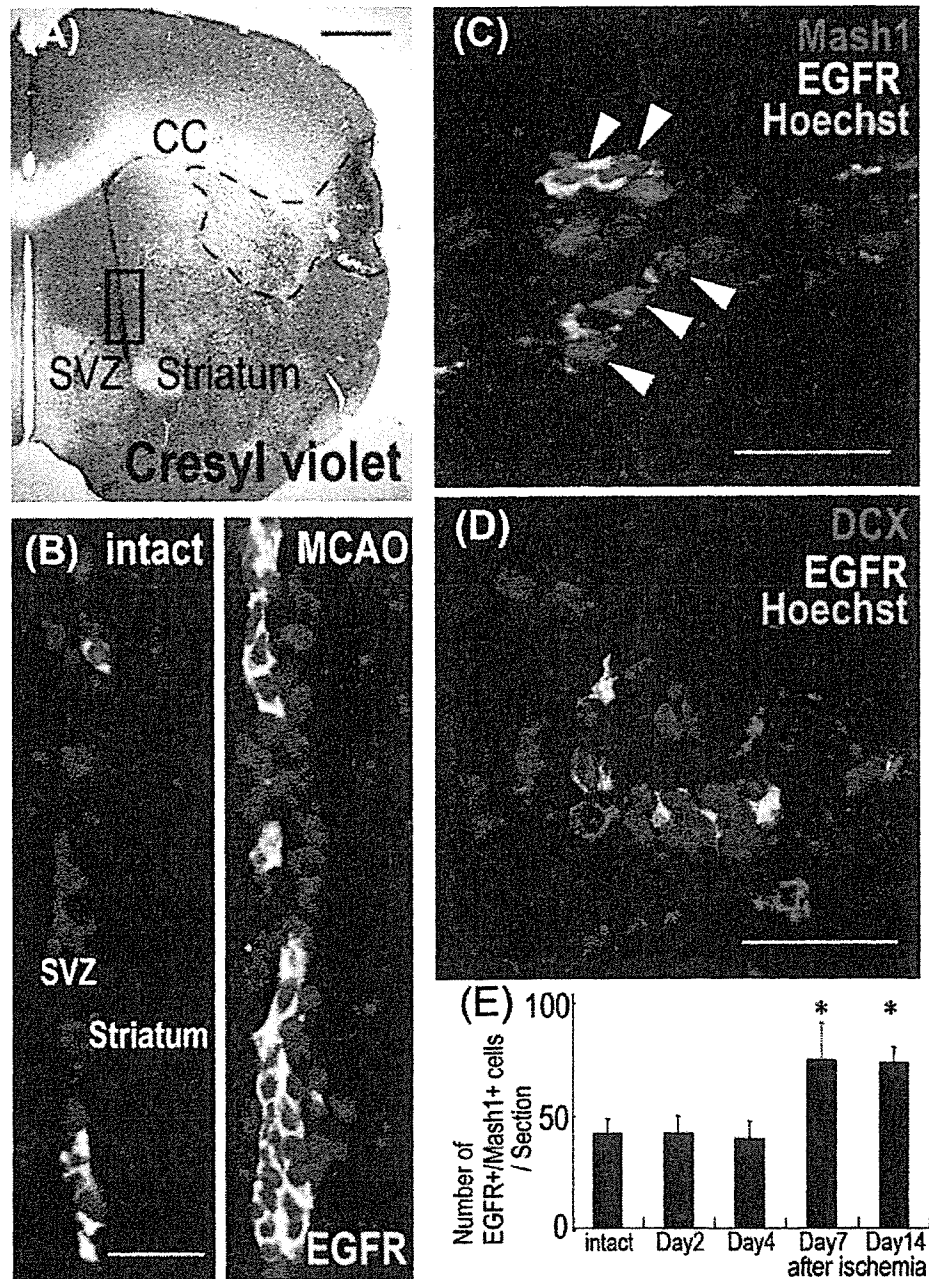 (A)
CC
SVZ Striatum
Cresyl violet
(B) intact
MCAO
SVZ
Striatum
EGFR
(C)
Mash1
EGFR
Hoechst
(D)
DCX
EGFR
Hoechst
(E)
Number of
EGFR+/Mash1+ cells
/ Section
100
50
0
* *
intact Day2 Day4 Day7 Day14
after ischemia